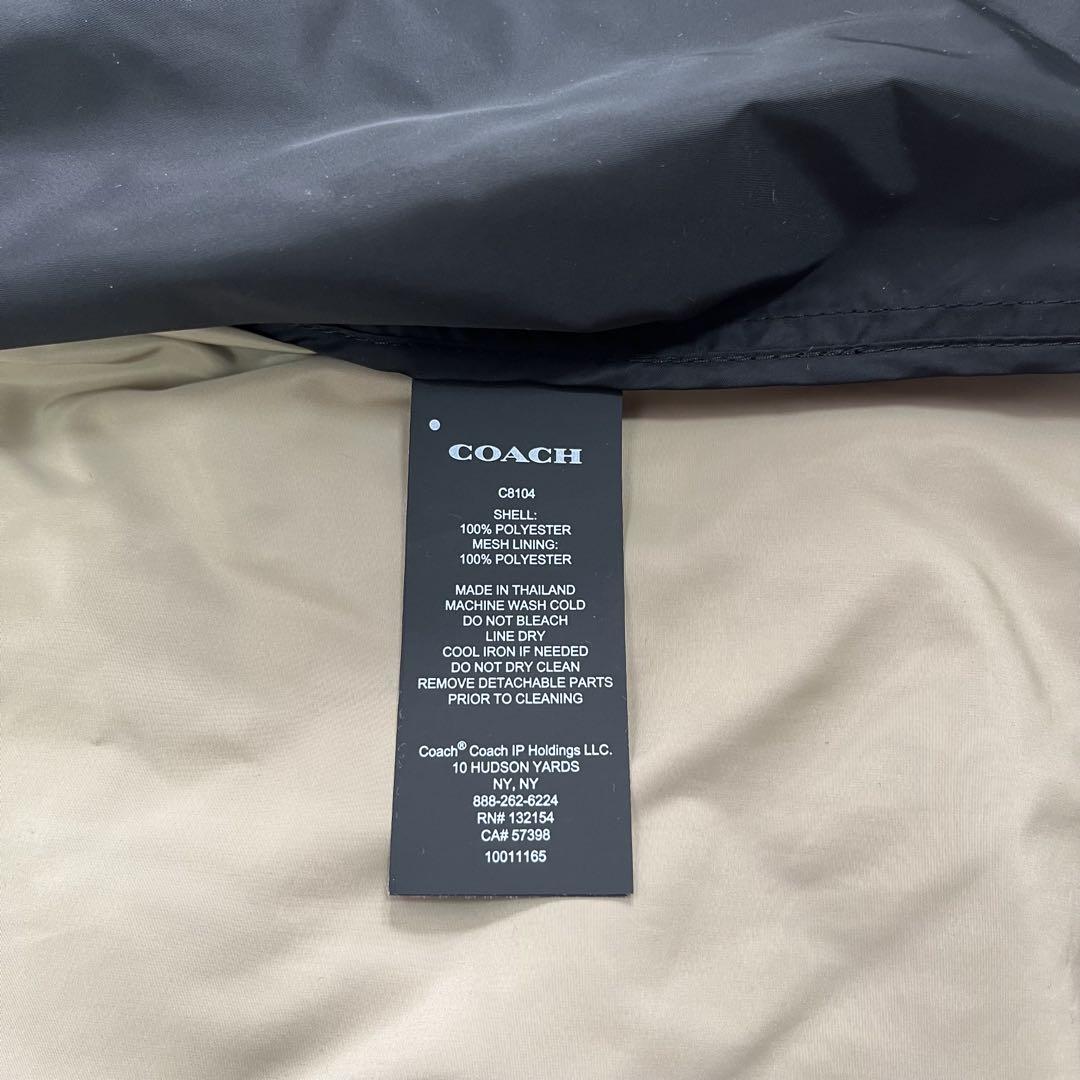 COACH
C8104
SHELL:
100% POLYESTER
MESH LINING:
100% POLYESTER
MADE IN THAILAND
MACHINE WASH COLD
DO NOT BLEACH
LINE DRY
COOL IRON IF NEEDED
DO NOT DRY CLEAN
REMOVE DETACHABLE PARTS
PRIOR TO CLEANING
Coach® Coach IP Holdings LLC.
10 HUDSON YARDS
NY, NY
888-262-6224
RN# 132154
CA# 57398
10011165